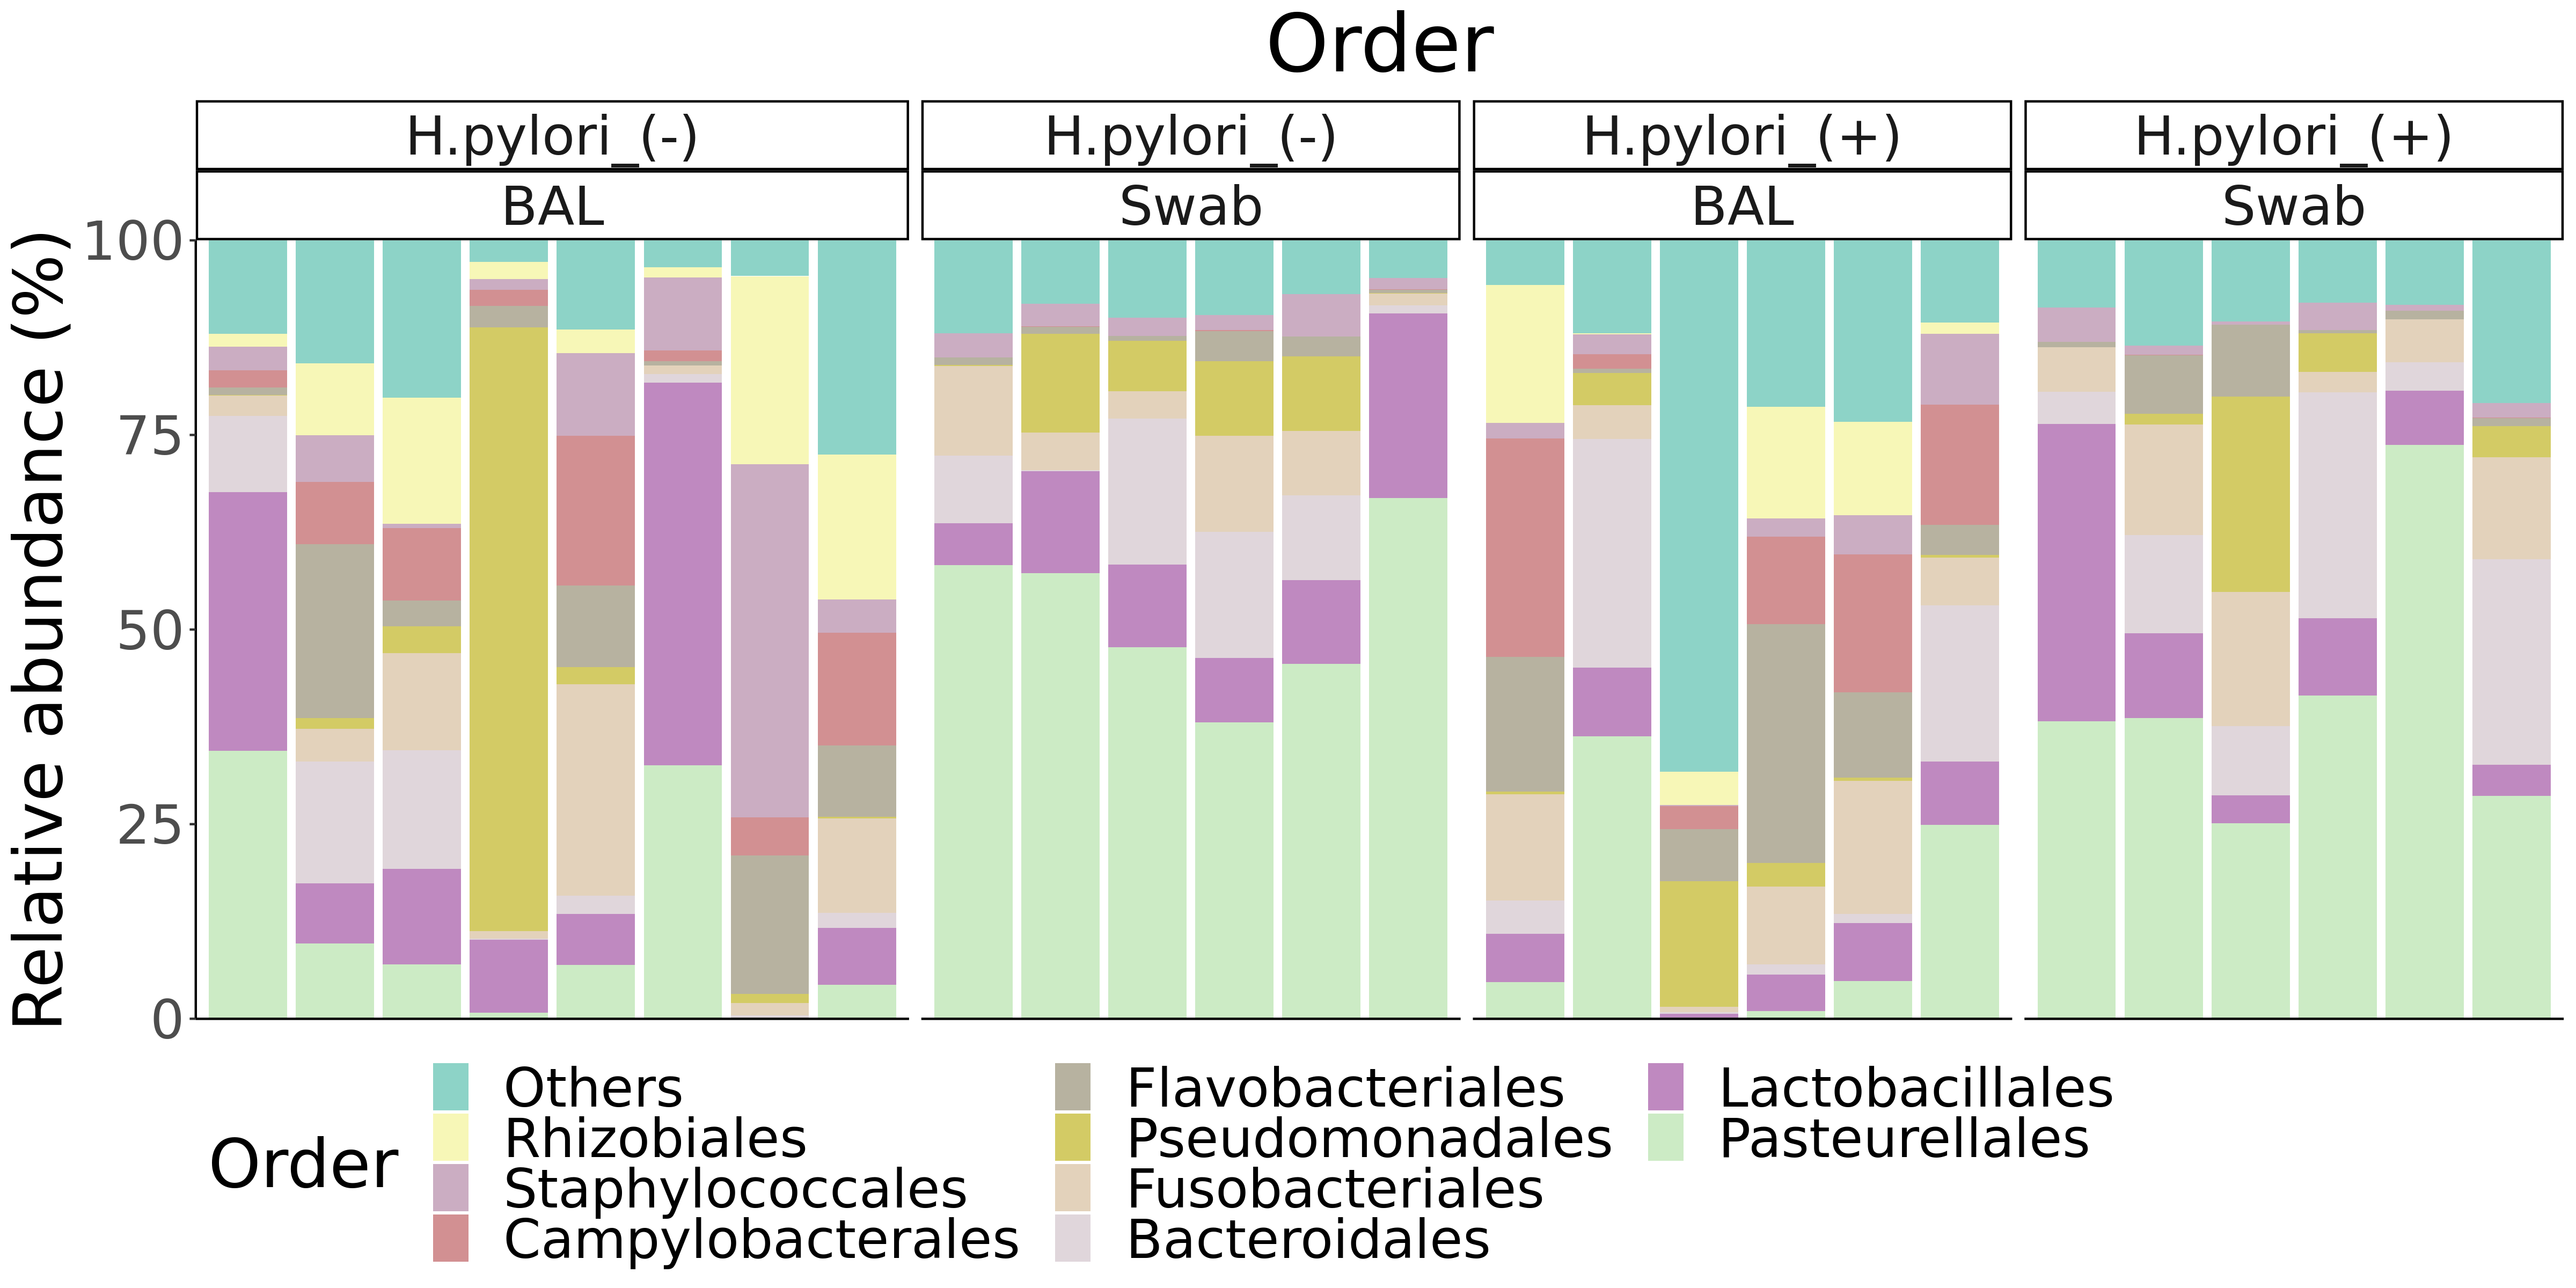 Order
H.pylori_(-) H.pylori_(-) H.pylori_(+) H.pylori_(+)
BAL Swab BAL Swab
Relative abundance (%)
100
75
50
25
0
Order
Others
Rhizobiales
Staphylococcales
Campylobacterales
Flavobacteriales
Pseudomonadales
Fusobacteriales
Bacteroidales
Lactobacillales
Pasteurellales